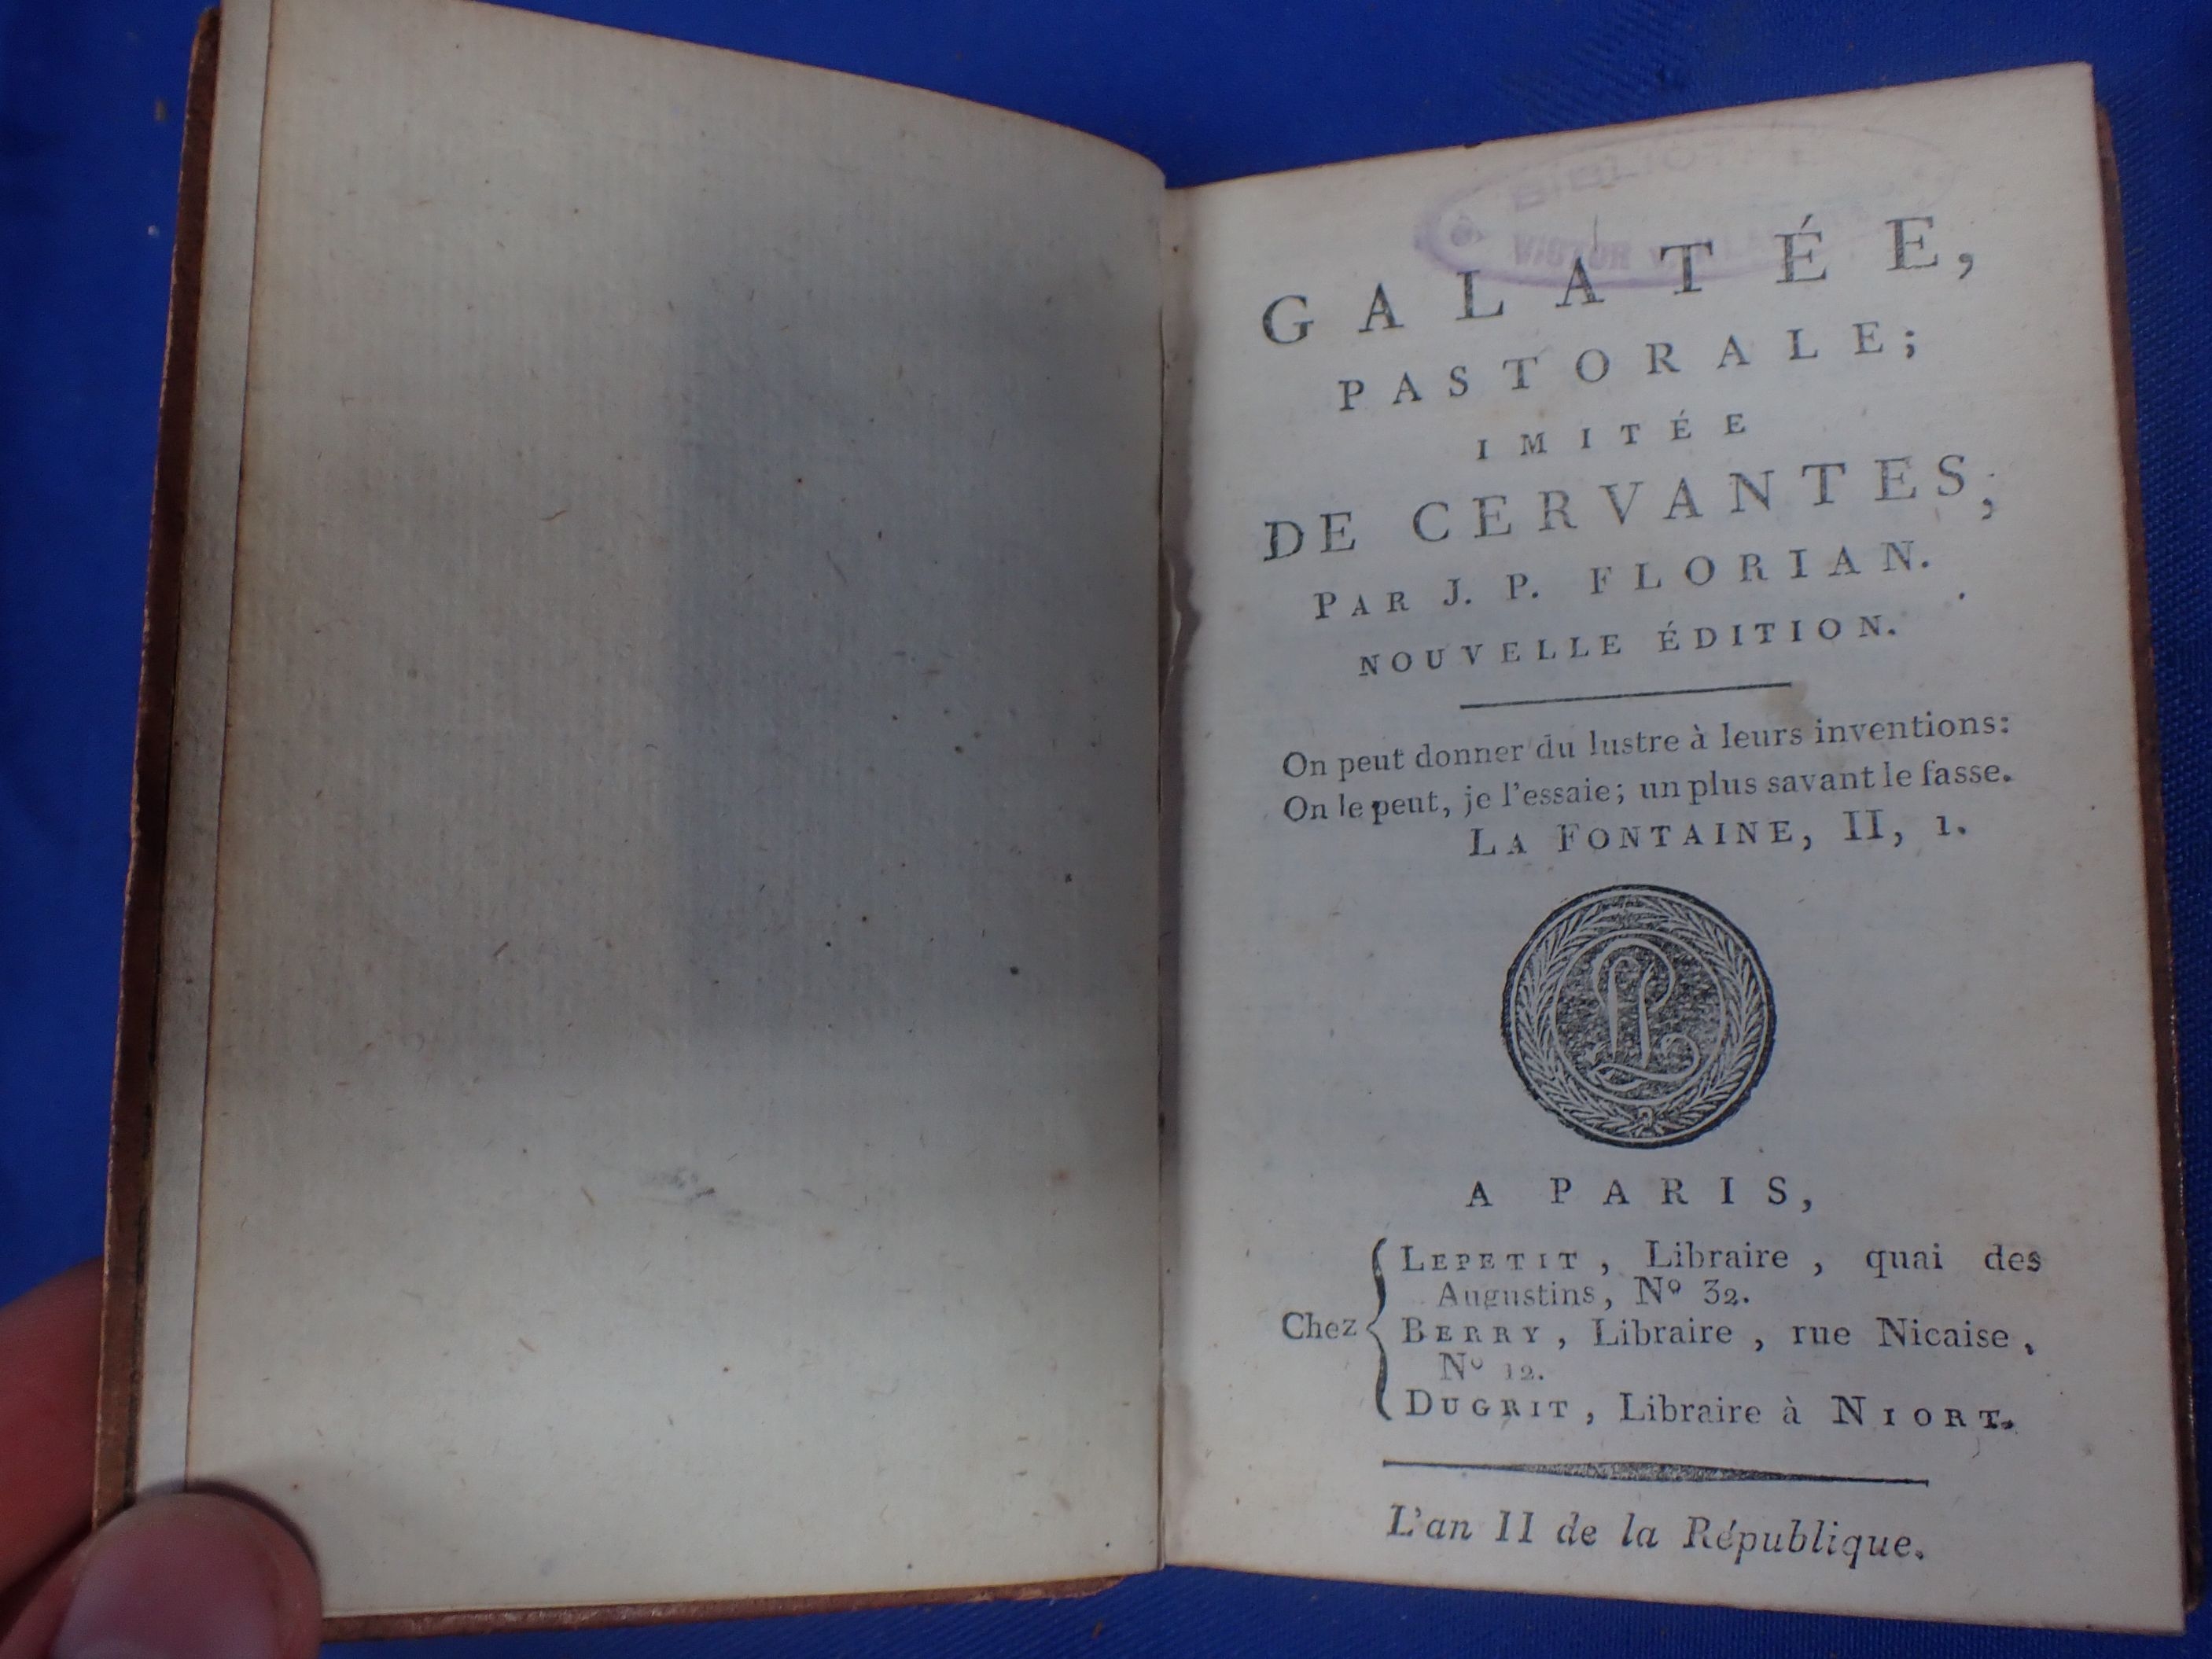 VICTOR
GALATÉE,
PASTORALE;
IMITÉE
DE CERVANTES;
PAR J. P. FLORIAN.
NOUVELLE ÉDITION.
On peut donner du lustre à leurs inventions:
On le peut, je l'essaie; un plus savant le fasse.
LA FONTAINE, II, 1.
L
A PARIS,
LEPETIT, Libraire, quai des
Augustins, Nº 32.
Chez
BERRY, Libraire, rue Nicaise,
Nº 12.
DUGRIT, Libraire à NIORT.
L'an II de la République.